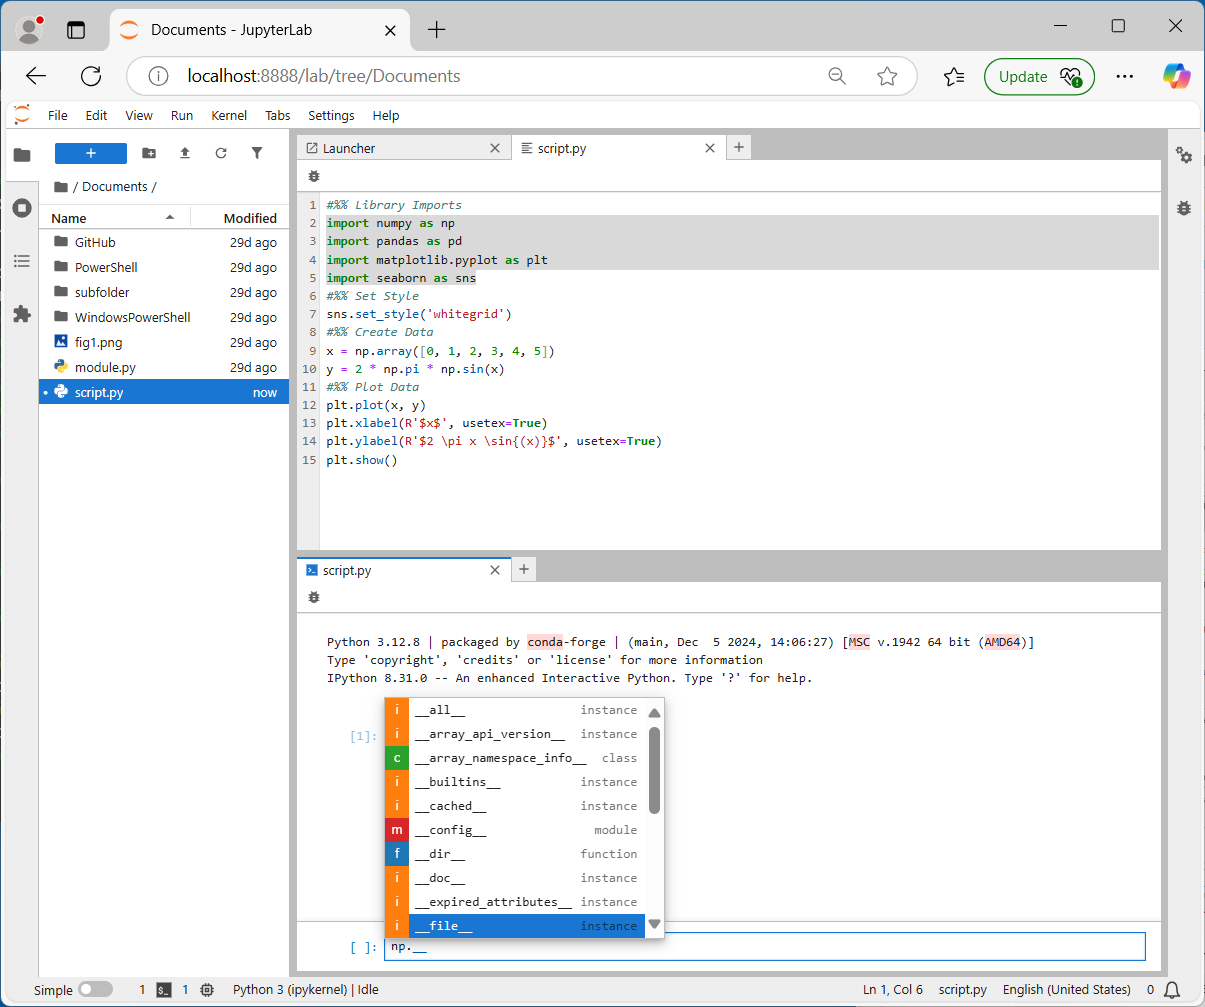 Documents - JupyterLab
localhost:8888/lab/tree/Documents
Update
File Edit View Run Kernel Tabs Settings Help
/ Documents /
Name Modified
GitHub 29d ago
PowerShell 29d ago
subfolder 29d ago
WindowsPowerShell 29d ago
fig1.png 29d ago
module.py 29d ago
script.py now
Launcher script.py
1 #%% Library Imports
2 import numpy as np
3 import pandas as pd
4 import matplotlib.pyplot as plt
5 import seaborn as sns
6 #%% Set Style
7 sns.set_style('whitegrid')
8 #%% Create Data
9 x = np.array([0, 1, 2, 3, 4, 5])
10 y = 2 * np.pi * np.sin(x)
11 #%% Plot Data
12 plt.plot(x, y)
13 plt.xlabel(R'$x$', usetex=True)
14 plt.ylabel(R'$2 \pi x \sin{(x)}$', usetex=True)
15 plt.show()
script.py
Python 3.12.8 | packaged by conda-forge | (main, Dec  5 2024, 14:06:27) [MSC v.1942 64 bit (AMD64)]
Type 'copyright', 'credits' or 'license' for more information
IPython 8.31.0 -- An enhanced Interactive Python. Type '?' for help.
[1]:
i __all__ instance
i __array_api_version__ instance
c __array_namespace_info__ class
i __builtins__ instance
i __cached__ instance
m __config__ module
f __dir__ function
i __doc__ instance
i __expired_attributes__ instance
i __file__ instance
[ ]: np.__
Simple 1 $_ 1 Python 3 (ipykernel) | Idle Ln 1, Col 6 script.py English (United States) 0